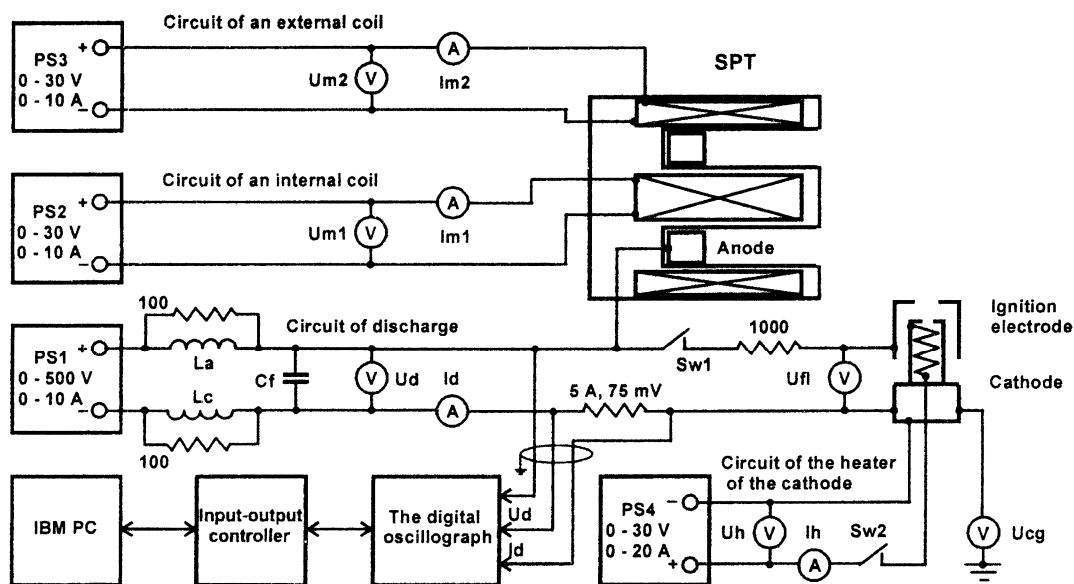 Circuit of an external coil
PS3
0 - 30 V
0 - 10 A
+
−
Um2
V
A
Im2
SPT
Circuit of an internal coil
PS2
0 - 30 V
0 - 10 A
+
−
Um1
V
A
Im1
Anode
100
Circuit of discharge
PS1
0 - 500 V
0 - 10 A
+
−
La
Lc
100
Cf
V
Ud
Id
A
5 A, 75 mV
Sw1
1000
Ufl
V
Ignition
electrode
Cathode
IBM PC
Input-output
controller
The digital
oscillograph
Ud
Id
Circuit of the heater
of the cathode
PS4
0 - 30 V
0 - 20 A
−
+
Uh
V
Ih
A
Sw2
V
Ucg